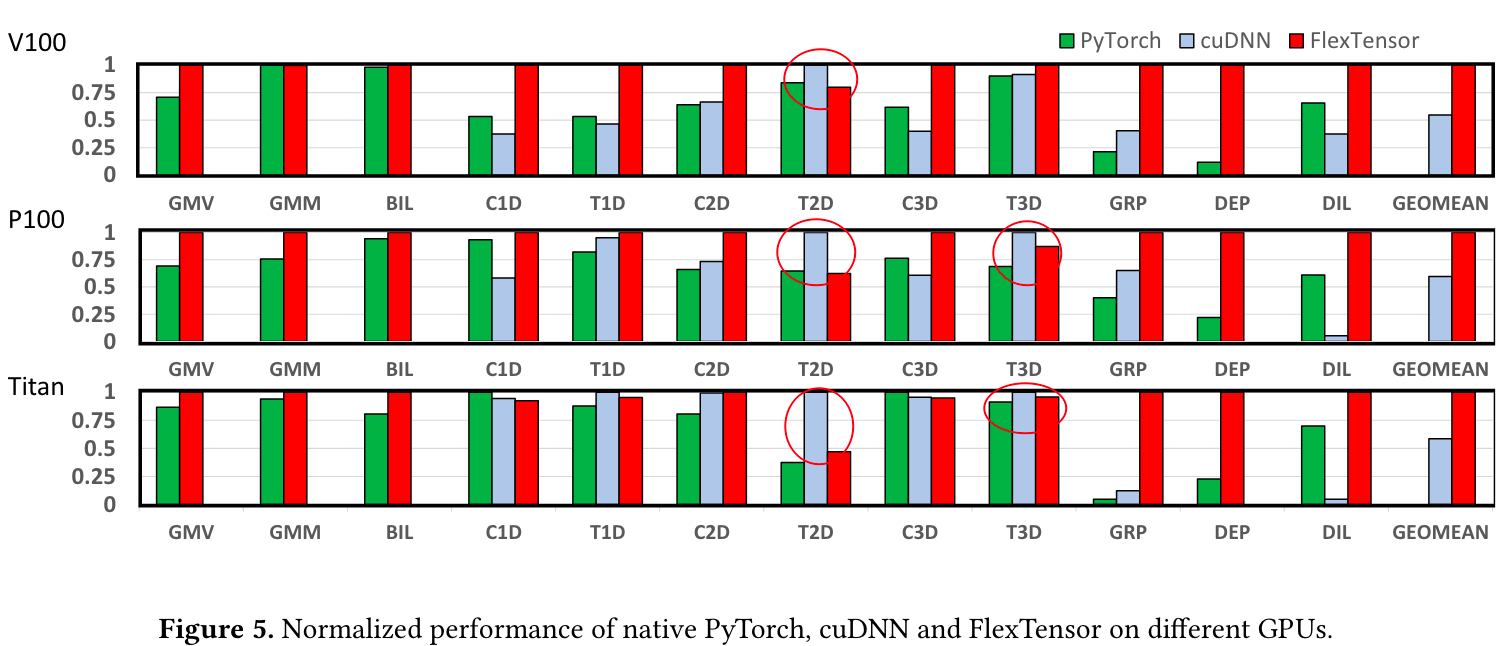 V100
PyTorch cuDNN FlexTensor
1
0.75
0.5
0.25
0
GMV GMM BIL C1D T1D C2D T2D C3D T3D GRP DEP DIL GEOMEAN
P100
1
0.75
0.5
0.25
0
GMV GMM BIL C1D T1D C2D T2D C3D T3D GRP DEP DIL GEOMEAN
Titan
1
0.75
0.5
0.25
0
GMV GMM BIL C1D T1D C2D T2D C3D T3D GRP DEP DIL GEOMEAN
Figure 5. Normalized performance of native PyTorch, cuDNN and FlexTensor on different GPUs.